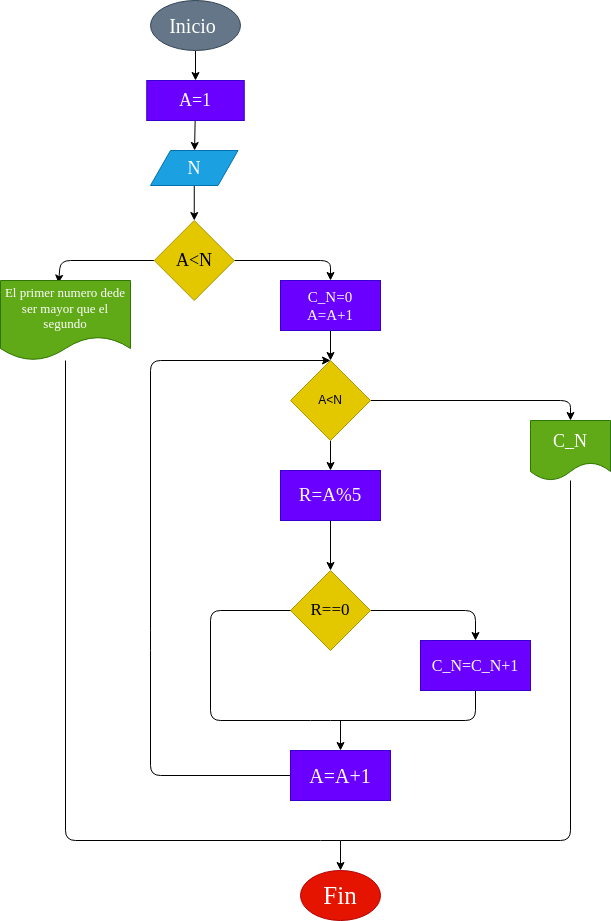 Inicio
A=1
N
A<N
El primer numero dede
ser mayor que el
segundo
C_N=0
A=A+1
A<N
C_N
R=A%5
R==0
C_N=C_N+1
A=A+1
Fin